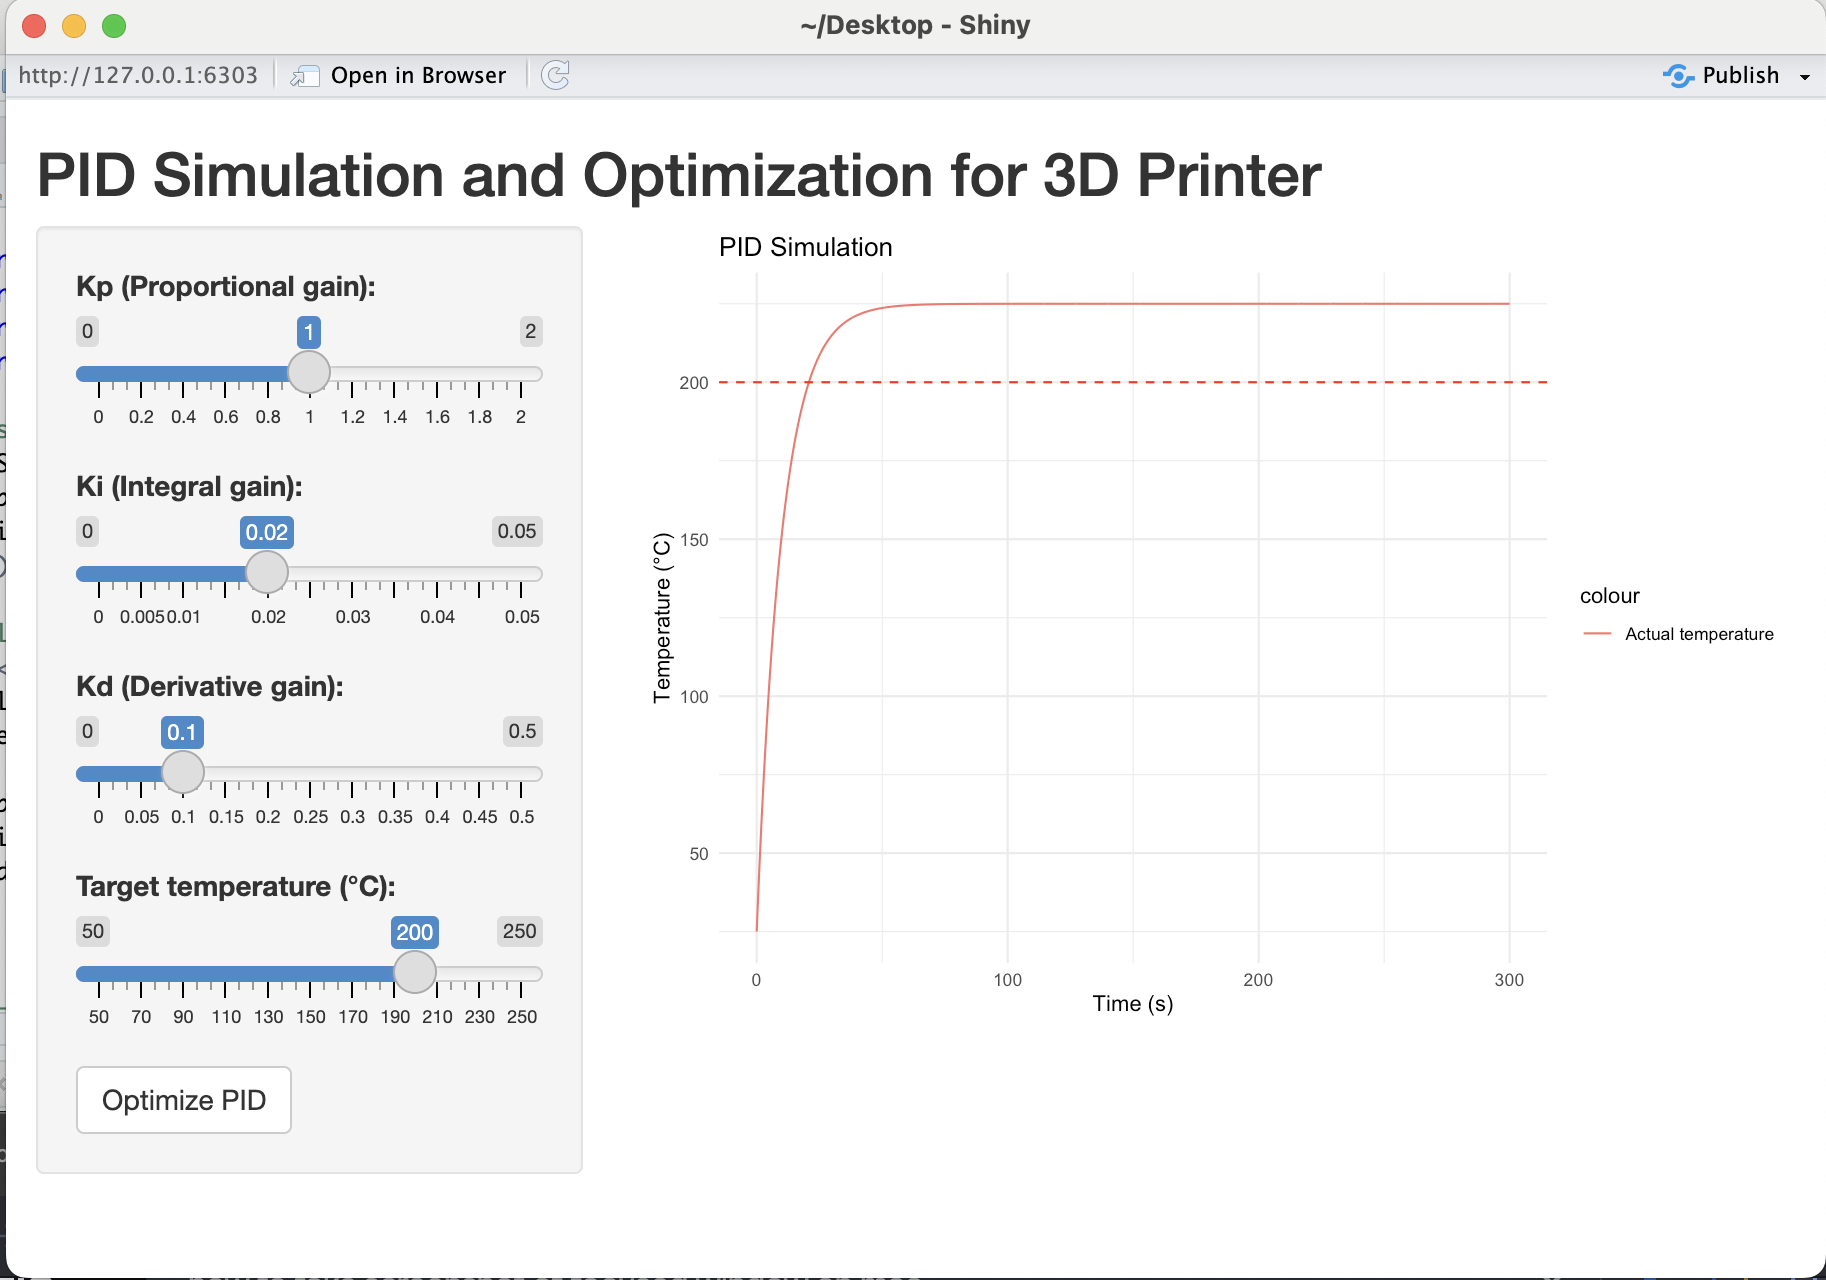 ~/Desktop - Shiny
http://127.0.0.1:6303 Open in Browser Publish
PID Simulation and Optimization for 3D Printer
Kp (Proportional gain):
0 1 2
0 0.2 0.4 0.6 0.8 1 1.2 1.4 1.6 1.8 2
Ki (Integral gain):
0 0.02 0.05
0 0.005 0.01 0.02 0.03 0.04 0.05
Kd (Derivative gain):
0 0.1 0.5
0 0.05 0.1 0.15 0.2 0.25 0.3 0.35 0.4 0.45 0.5
Target temperature (°C):
50 200 250
50 70 90 110 130 150 170 190 210 230 250
Optimize PID
PID Simulation
Temperature (°C)
200
150
100
50
0 100 200 300
Time (s)
colour
Actual temperature